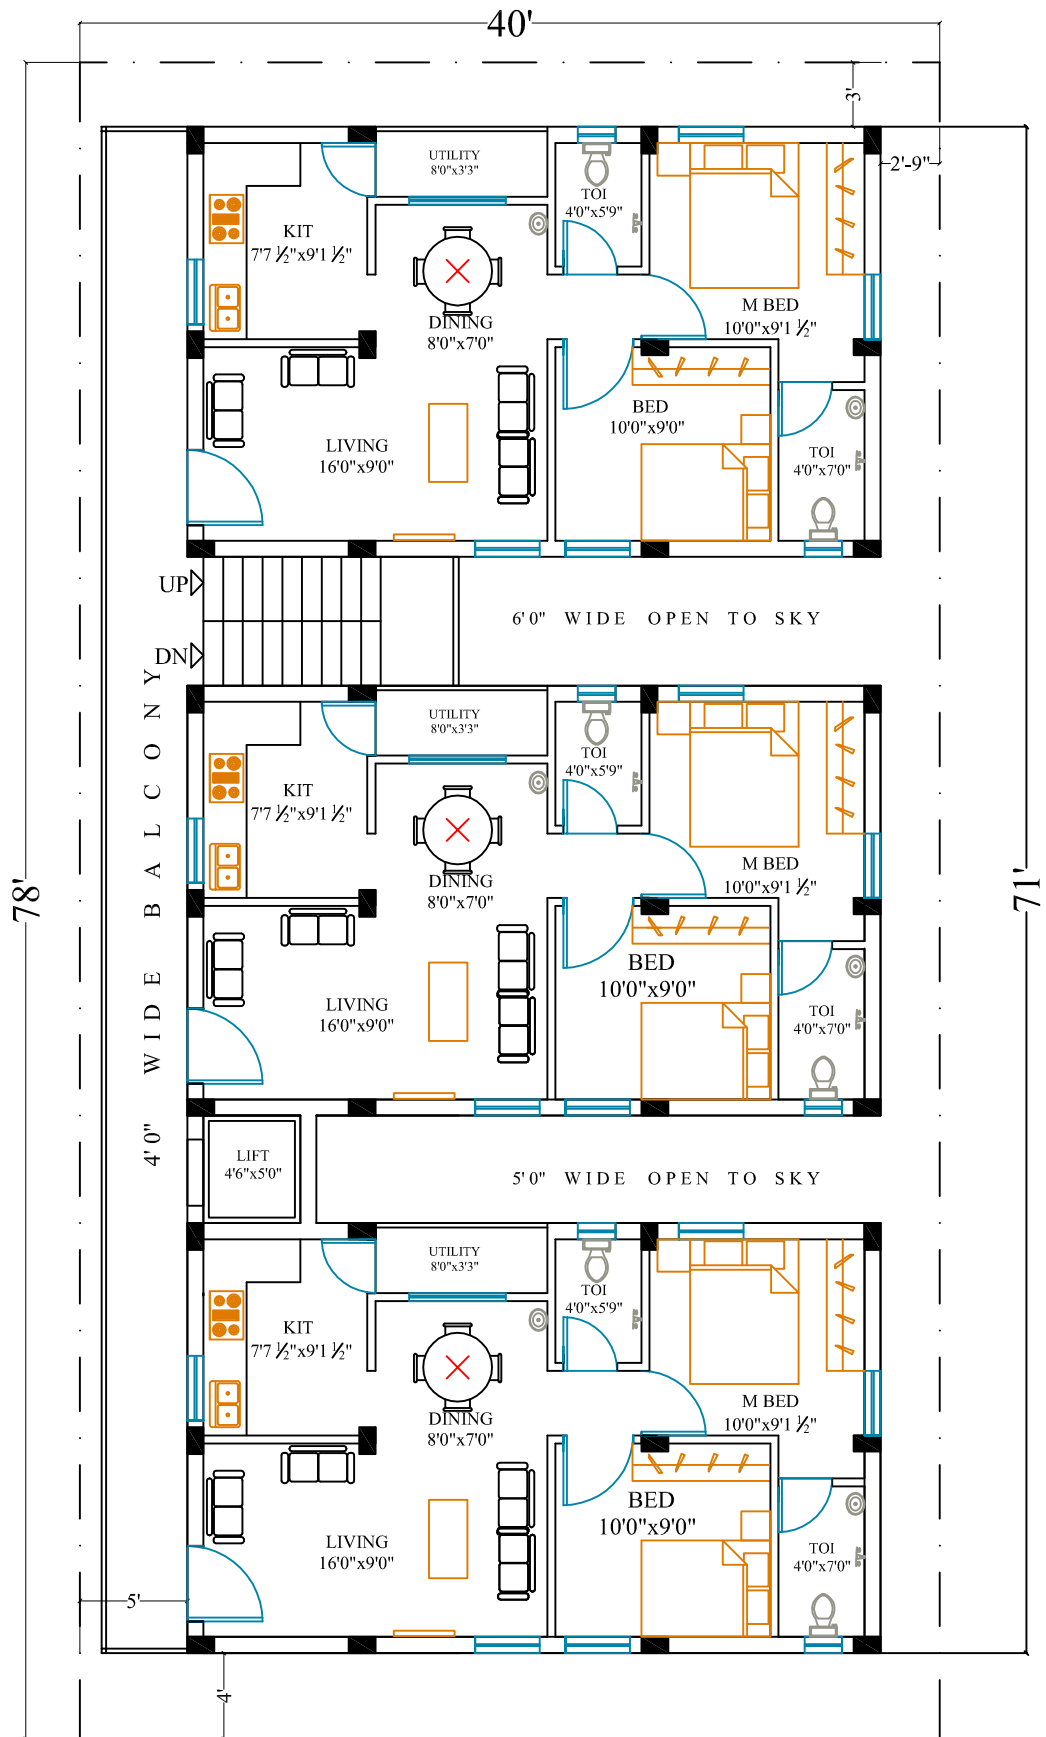 40'
3'
2'-9"
UTILITY
8'0"x3'3"
TOI
4'0"x5'9"
KIT
7'7 ½"x9'1 ½"
M BED
10'0"x9'1 ½"
DINING
8'0"x7'0"
BED
10'0"x9'0"
LIVING
16'0"x9'0"
TOI
4'0"x7'0"
UP
6'0" WIDE OPEN TO SKY
DN
4'0" WIDE BALCONY
78'
71'
UTILITY
8'0"x3'3"
TOI
4'0"x5'9"
KIT
7'7 ½"x9'1 ½"
M BED
10'0"x9'1 ½"
DINING
8'0"x7'0"
BED
10'0"x9'0"
LIVING
16'0"x9'0"
TOI
4'0"x7'0"
LIFT
4'6"x5'0"
5'0" WIDE OPEN TO SKY
UTILITY
8'0"x3'3"
TOI
4'0"x5'9"
KIT
7'7 ½"x9'1 ½"
M BED
10'0"x9'1 ½"
DINING
8'0"x7'0"
BED
10'0"x9'0"
LIVING
16'0"x9'0"
TOI
4'0"x7'0"
5'
4'